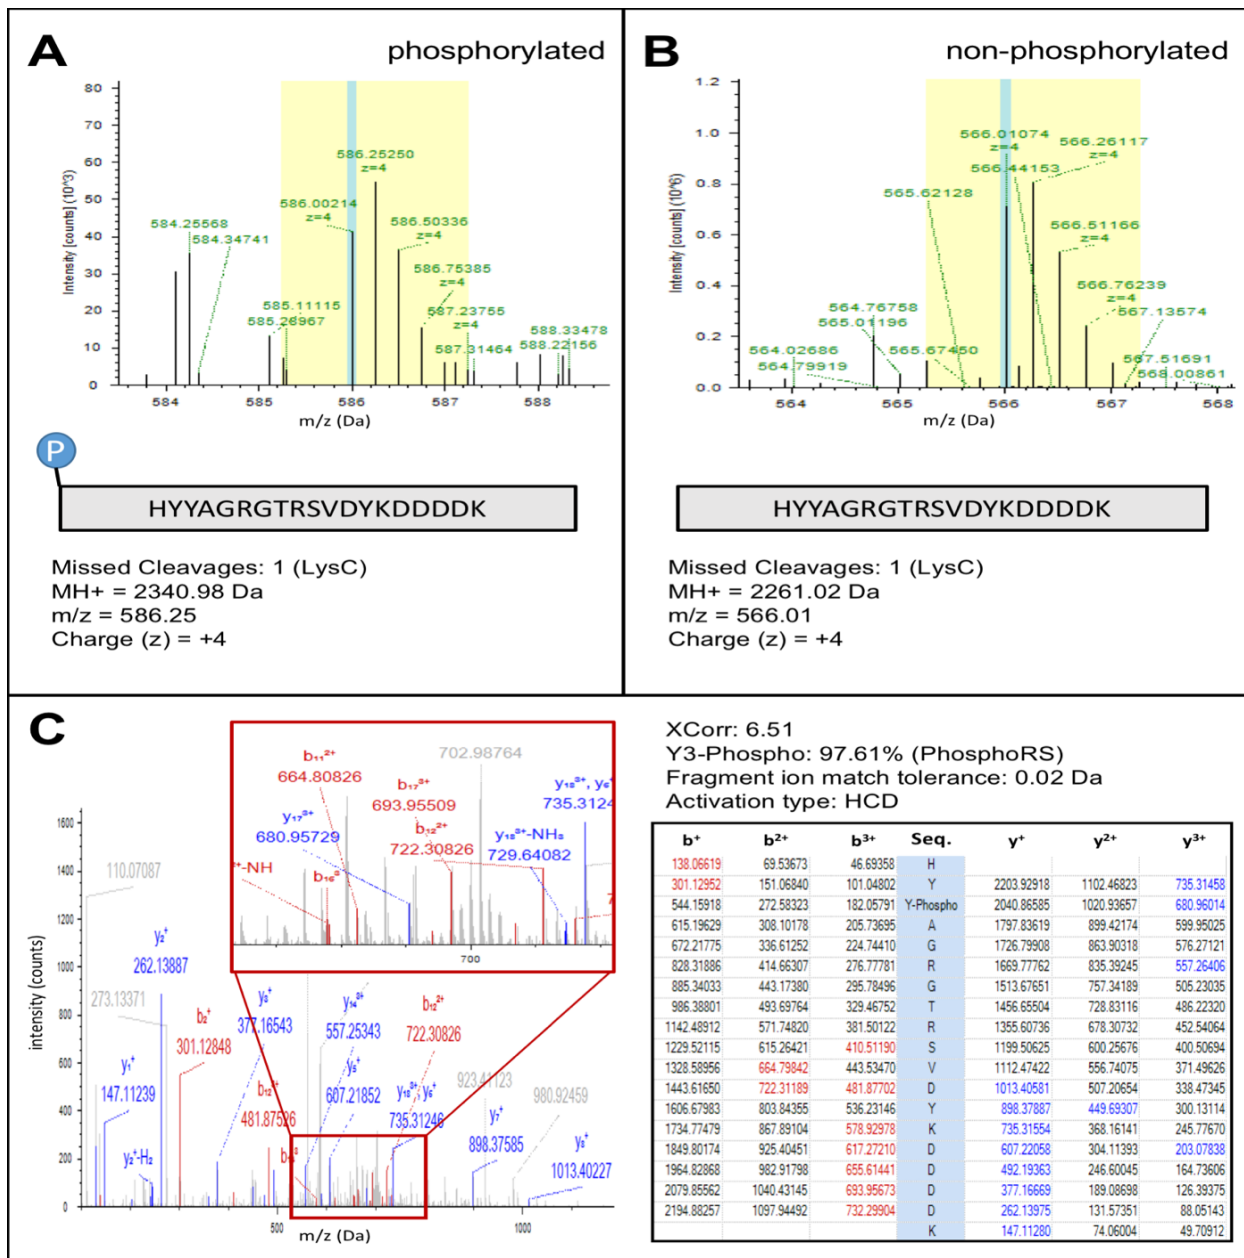 A
phosphorylated
80
70
60
50
40
30
20
10
0
Intensity [counts] (10^3)
584.25568
584.34741
585.11115
585.26967
586.00214
z=4
586.25250
z=4
586.50336
z=4
586.75385
z=4
587.23755
z=4
587.31464
588.33478
588.22156
584
585
586
587
588
m/z (Da)
P
HYYAGRGTRSVDYKDDDDK
Missed Cleavages: 1 (LysC)
MH+ = 2340.98 Da
m/z = 586.25
Charge (z) = +4
B
non-phosphorylated
1.2
1.0
0.8
0.6
0.4
0.2
0.0
Intensity [counts] (10^6)
564.02686
564.79919
564.76758
565.01196
565.67450
565.62128
566.01074
z=4
566.44153
566.26117
z=4
566.51166
z=4
566.76239
z=4
567.13574
567.51691
568.00861
564
565
566
567
568
m/z (Da)
HYYAGRGTRSVDYKDDDDK
Missed Cleavages: 1 (LysC)
MH+ = 2261.02 Da
m/z = 566.01
Charge (z) = +4
C
b₁₁²⁺
664.80826
y₁₇³⁺
680.95729
b₁₇³⁺
693.95509
b₁₂²⁺
722.30826
702.98764
y₁₈³⁺, y₆⁺
735.3124
y₁₈³⁺-NH₃
729.64082
²⁺-NH
b₁₆³
700
1600
1400
1200
1000
800
600
400
200
0
intensity (counts)
110.07087
y₂⁺
262.13887
273.13371
b₂⁺
301.12848
y₁⁺
147.11239
y₂⁺-H₂
y₃⁺
377.16543
b₁₂³⁺
481.87526
y₁₄³⁺
557.25343
y₅⁺
607.21852
b₁₂²⁺
722.30826
y₁₈³⁺, y₆⁺
735.31246
923.41123
y₇⁺
898.37585
980.92459
y₈⁺
1013.40227
500
1000
m/z (Da)
XCorr: 6.51
Y3-Phospho: 97.61% (PhosphoRS)
Fragment ion match tolerance: 0.02 Da
Activation type: HCD
b⁺ b²⁺ b³⁺ Seq. y⁺ y²⁺ y³⁺
138.06619 69.53673 46.69358 H
301.12952 151.06840 101.04802 Y 2203.92918 1102.46823 735.31458
544.15918 272.58323 182.05791 Y-Phospho 2040.86585 1020.93657 680.96014
615.19629 308.10178 205.73695 A 1797.83619 899.42174 599.95025
672.21775 336.61252 224.74410 G 1726.79908 863.90318 576.27121
828.31886 414.66307 276.77781 R 1669.77762 835.39245 557.26406
885.34033 443.17380 295.78496 G 1513.67651 757.34189 505.23035
986.38801 493.69764 329.46752 T 1456.65504 728.83116 486.22320
1142.48912 571.74820 381.50122 R 1355.60736 678.30732 452.54064
1229.52115 615.26421 410.51190 S 1199.50625 600.25676 400.50694
1328.58956 664.79842 443.53470 V 1112.47422 556.74075 371.49626
1443.61650 722.31189 481.87702 D 1013.40581 507.20654 338.47345
1606.67983 803.84355 536.23146 Y 898.37887 449.69307 300.13114
1734.77479 867.89104 578.92978 K 735.31554 368.16141 245.77670
1849.80174 925.40451 617.27210 D 607.22058 304.11393 203.07838
1964.82868 982.91798 655.61441 D 492.19363 246.60045 164.73606
2079.85562 1040.43145 693.95673 D 377.16669 189.08698 126.39375
2194.88257 1097.94492 732.29904 D 262.13975 131.57351 88.05143
K 147.11280 74.06004 49.70912